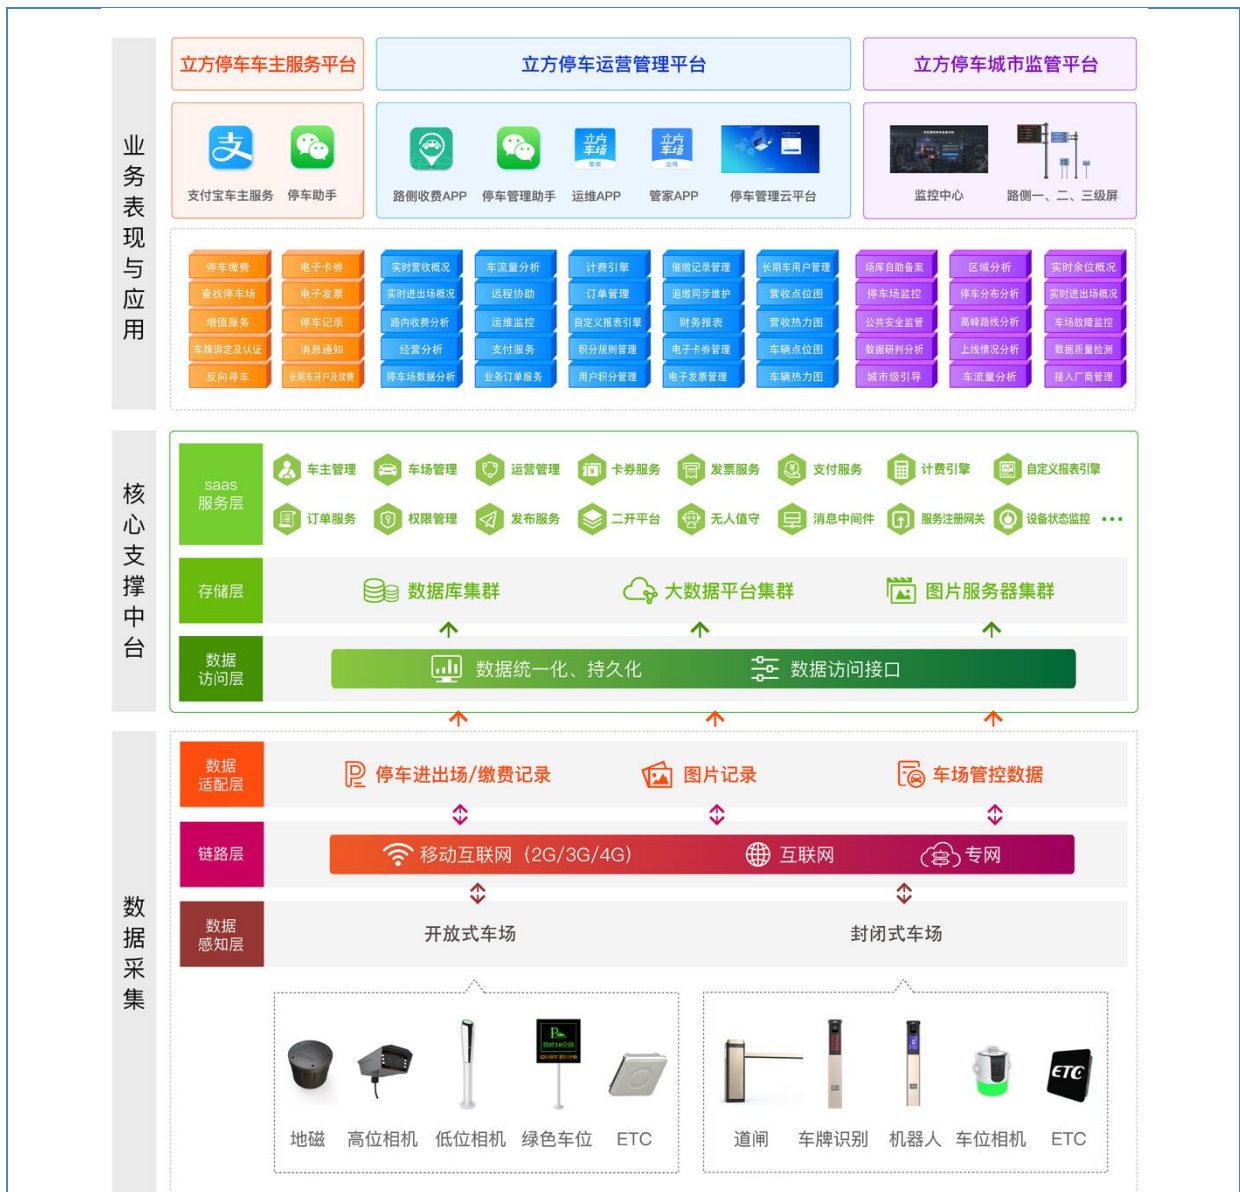 业务表现与应用
立方停车车主服务平台
立方停车运营管理平台
立方停车城市监管平台
支付宝车主服务
停车助手
路侧收费APP
停车管理助手
立方车场
管家
运维APP
立方车场
运维
管家APP
停车管理云平台
监控中心
路侧一、二、三级屏
停车缴费 电子卡券 实时营收概况 车流量分析 计费引擎 催缴记录管理 长期车用户管理 场库自助备案 区域分析 实时余位概况
查找停车场 电子发票 实时进出场概况 远程协助 订单管理 追缴同步维护 营收点位图 停车场监控 停车分布分析 实时进出场概况
增值服务 停车记录 路内收费分析 运维监控 自定义报表引擎 财务报表 营收热力图 公共安全监管 高峰路线分析 车场故障监控
车牌绑定及认证 消息通知 经营分析 支付服务 积分规则管理 电子卡券管理 车辆点位图 数据研判分析 上线情况分析 数据质量检测
反向寻车 长期车开户及续费 停车场数据分析 业务订单服务 用户积分管理 电子发票管理 车辆热力图 城市级引导 车流量分析 接入厂商管理
核心支撑中台
saas
服务层
车主管理 车场管理 运营管理 卡券服务 发票服务 支付服务 计费引擎 自定义报表引擎
订单服务 权限管理 发布服务 二开平台 无人值守 消息中间件 服务注册网关 设备状态监控 •••
存储层
数据库集群 大数据平台集群 图片服务器集群
数据
访问层
数据统一化、持久化 数据访问接口
数据采集
数据
适配层
停车进出场/缴费记录 图片记录 车场管控数据
链路层
移动互联网（2G/3G/4G） 互联网 专网
数据
感知层
开放式车场 封闭式车场
ETC
地磁 高位相机 低位相机 绿色车位 ETC
道闸 车牌识别 机器人 车位相机 ETC